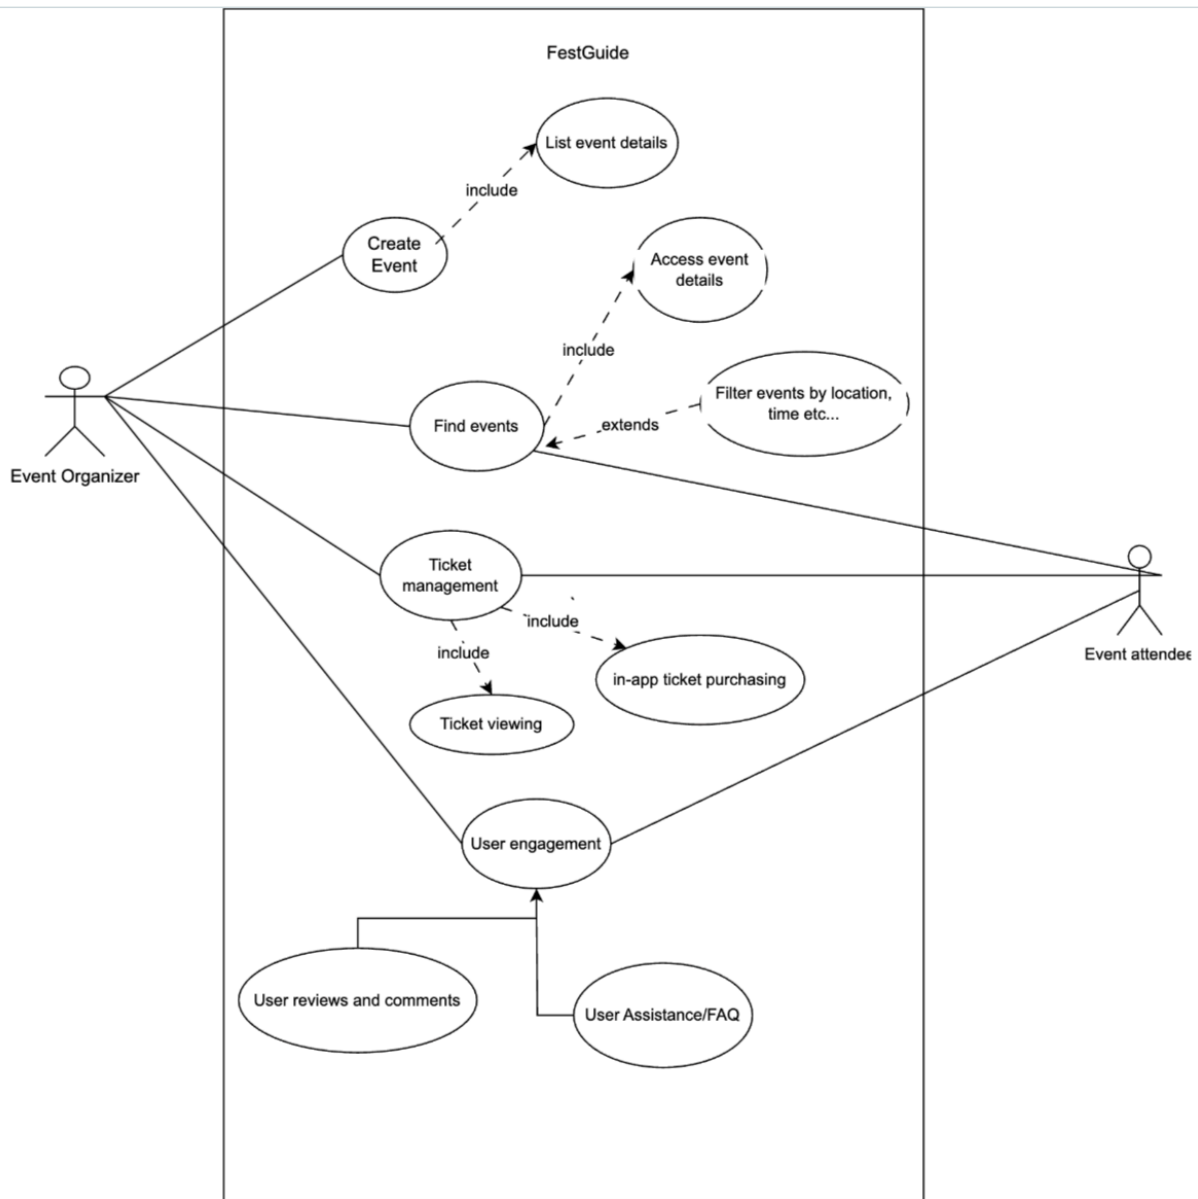 FestGuide
List event details
include
Create
Event
Access event
details
include
Filter events by location,
time etc...
extends
Find events
Event Organizer
Ticket
management
include
include
in-app ticket purchasing
Event attendee
Ticket viewing
User engagement
User reviews and comments
User Assistance/FAQ